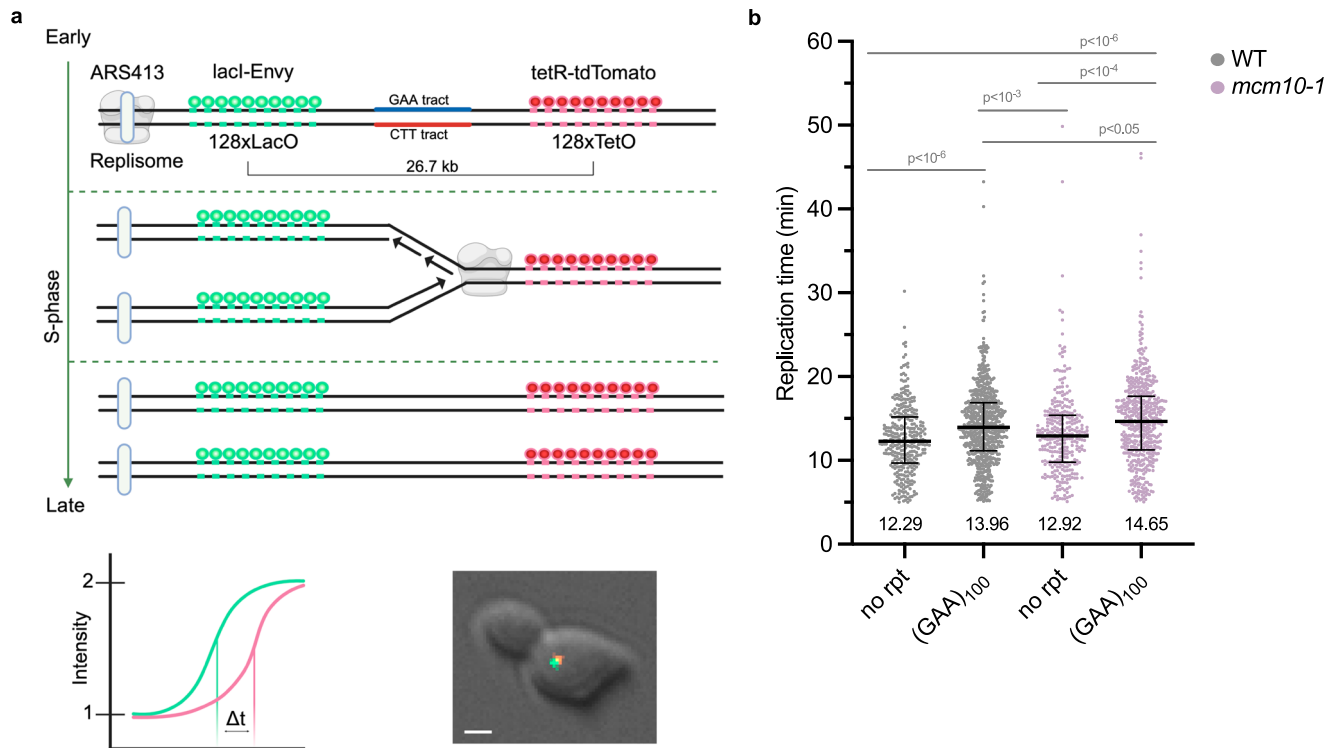 a
Early
ARS413
lacI-Envy
tetR-tdTomato
GAA tract
CTT tract
Replisome
128xLacO
128xTetO
26.7 kb
S-phase
Late
Intensity
2
1
Δt
b
Replication time (min)
60
50
40
30
20
10
0
p<10⁻⁶
p<10⁻⁴
p<10⁻³
p<0.05
p<10⁻⁶
12.29
13.96
12.92
14.65
no rpt
(GAA)₁₀₀
no rpt
(GAA)₁₀₀
WT
mcm10-1